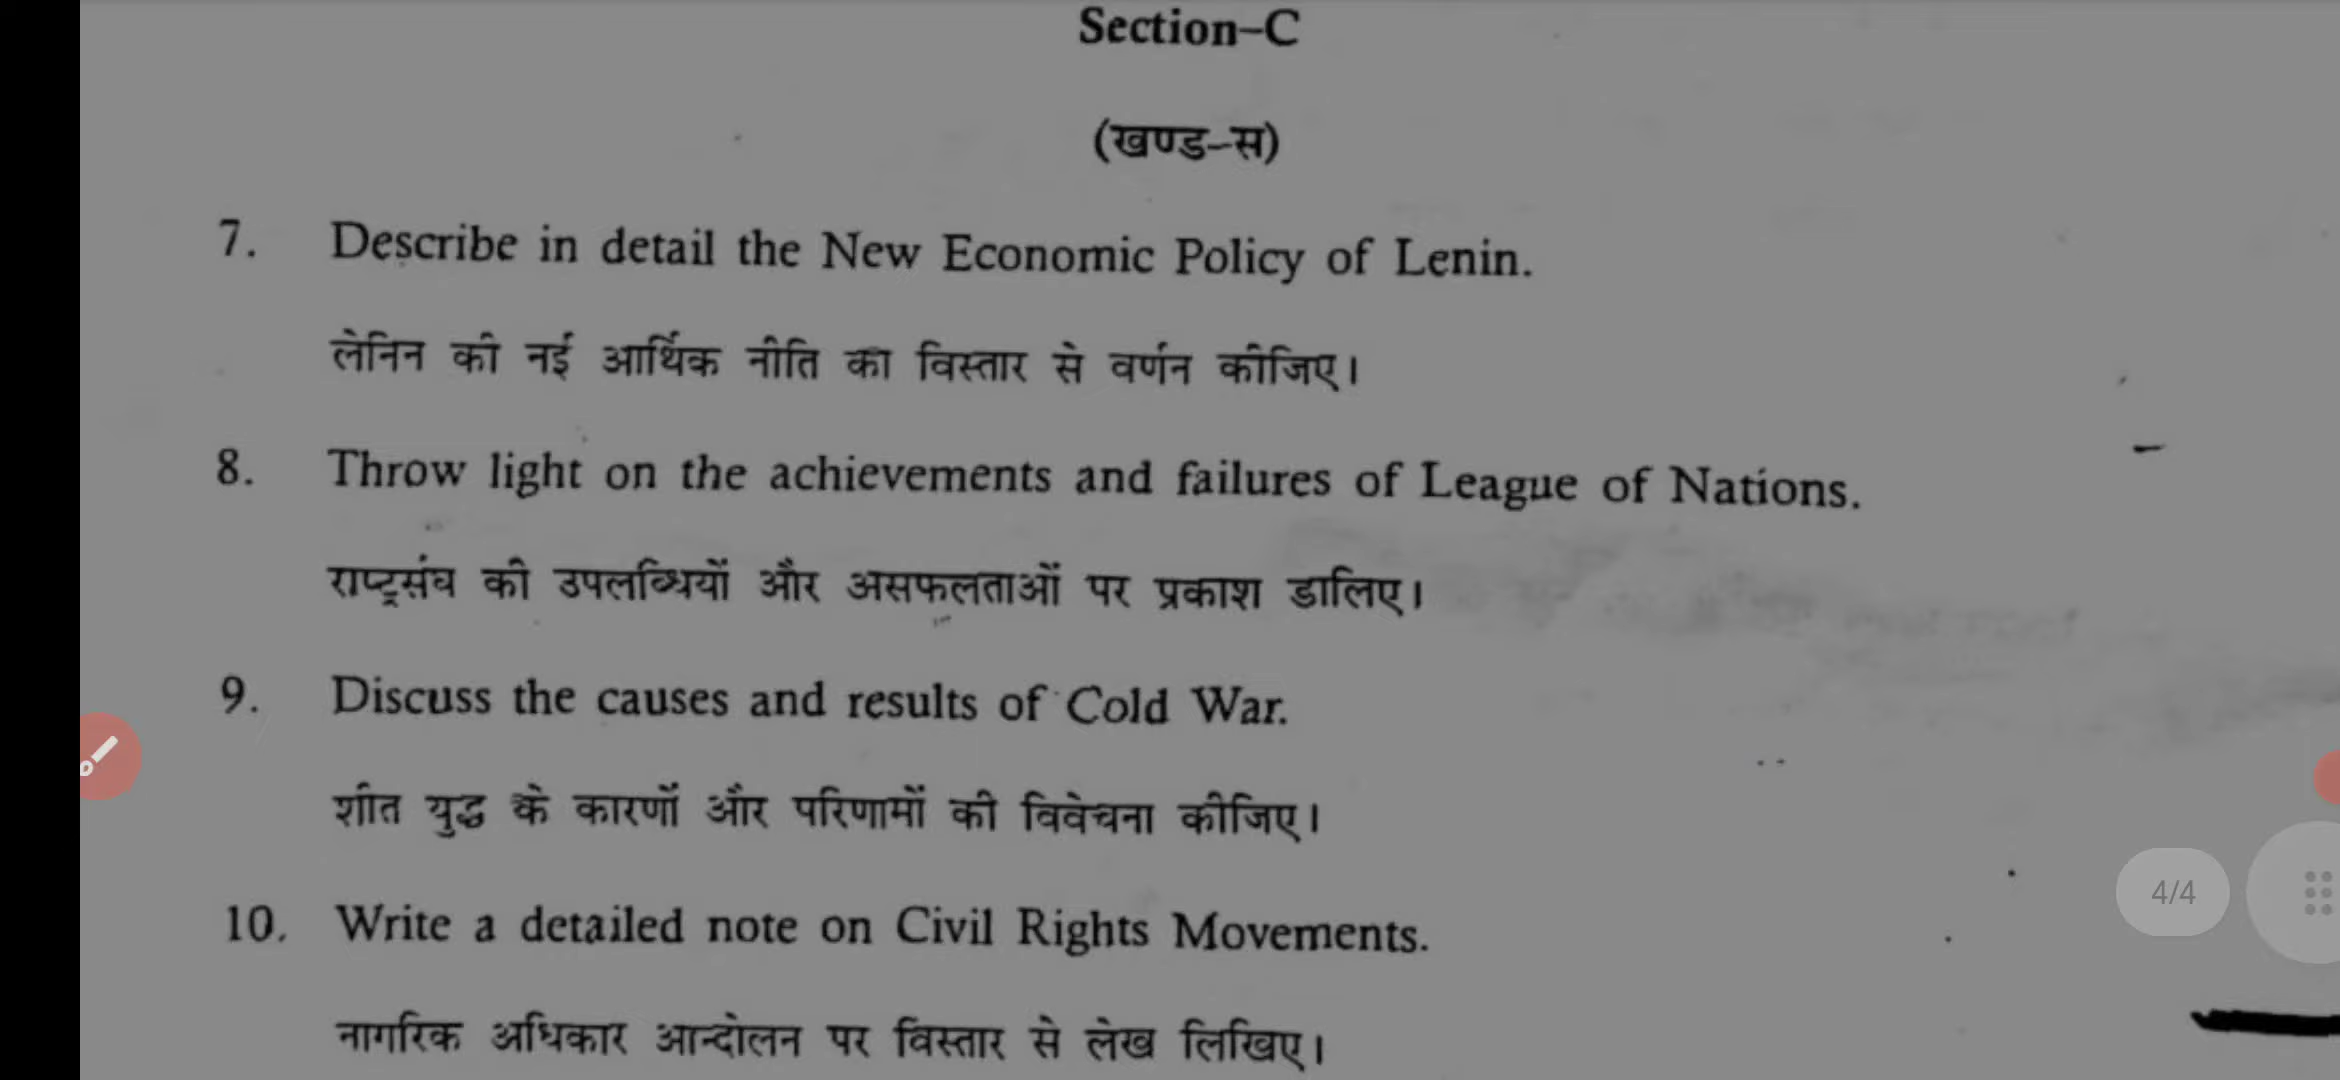 Section–C
(खण्ड–स)
7. Describe in detail the New Economic Policy of Lenin.
लेनिन की नई आर्थिक नीति का विस्तार से वर्णन कीजिए।
8. Throw light on the achievements and failures of League of Nations.
राष्ट्रसंघ की उपलब्धियों और असफलताओं पर प्रकाश डालिए।
9. Discuss the causes and results of Cold War.
शीत युद्ध के कारणों और परिणामों की विवेचना कीजिए।
4/4
10. Write a detailed note on Civil Rights Movements.
नागरिक अधिकार आन्दोलन पर विस्तार से लेख लिखिए।